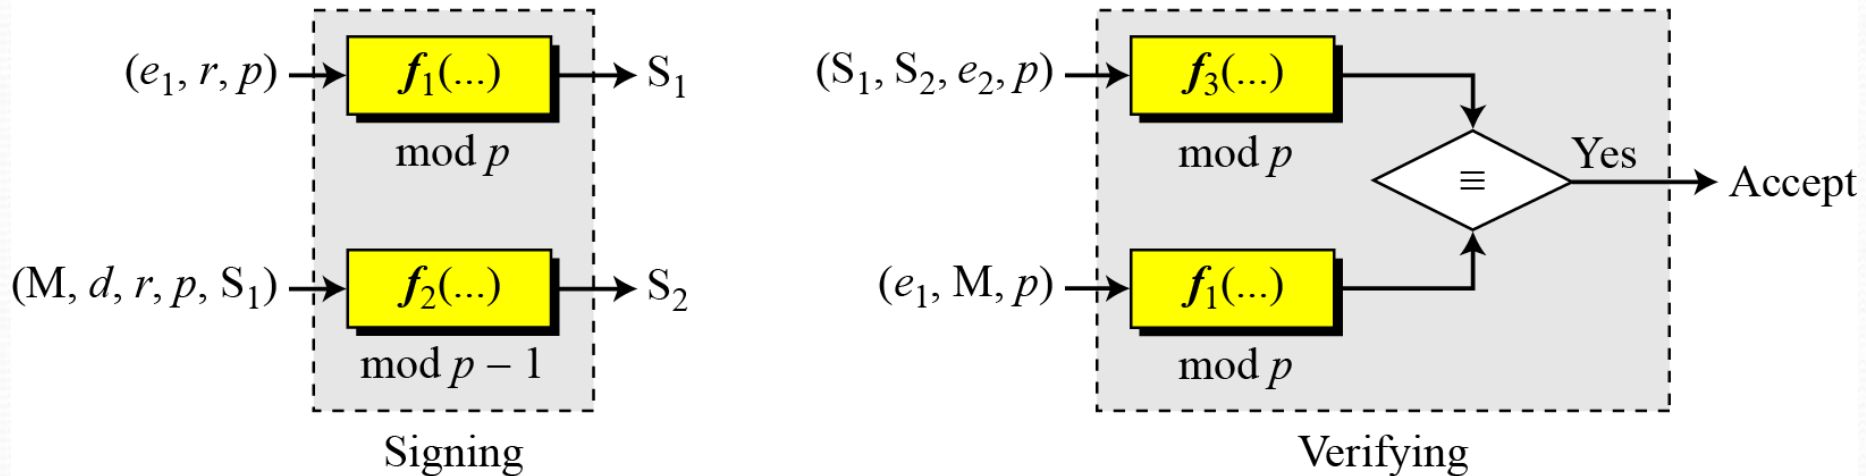 (e₁, r, p)
f₁(...)
S₁
mod p
(M, d, r, p, S₁)
f₂(...)
S₂
mod p – 1
Signing
(S₁, S₂, e₂, p)
f₃(...)
mod p
≡
Yes
Accept
(e₁, M, p)
f₁(...)
mod p
Verifying